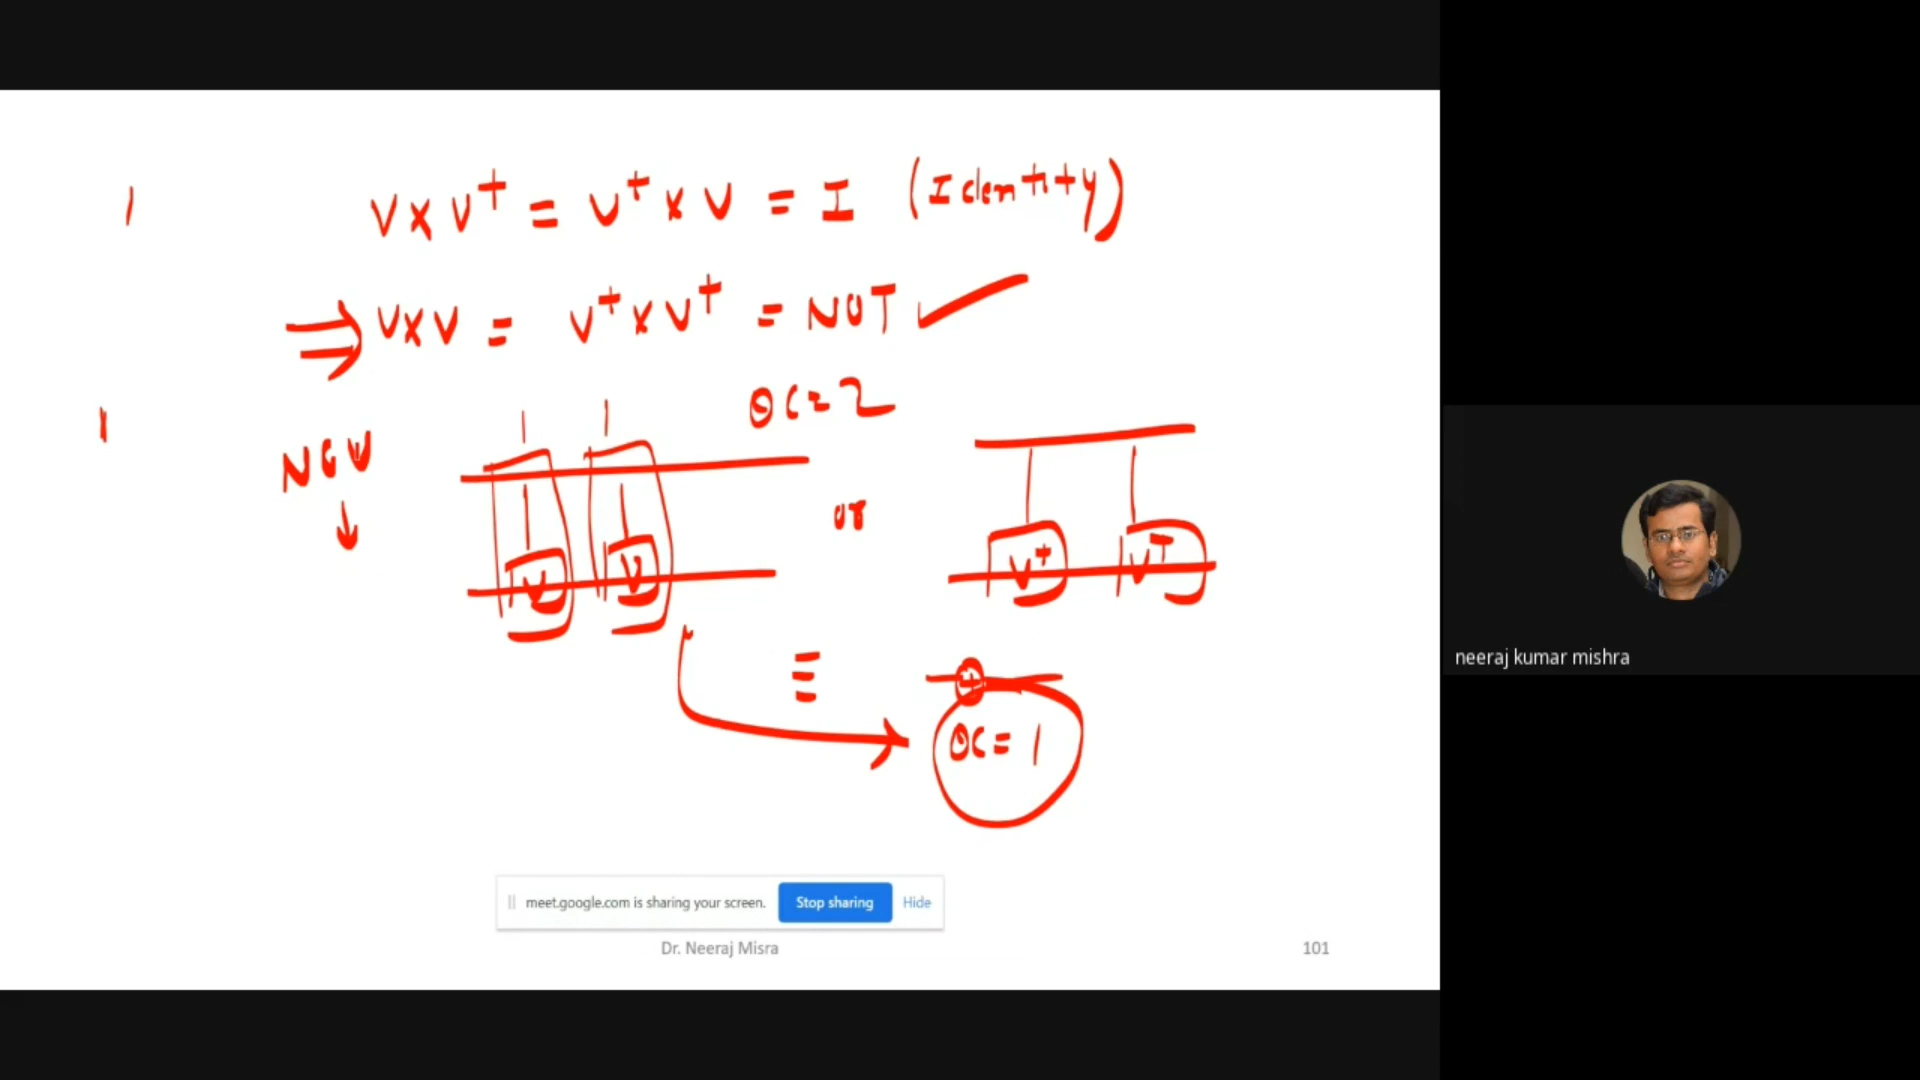 V x V+ = V+ x V = I (Identity)
⇒ V x V = V+ x V+ = NOT ✓
QC = 2
NCV
↓
V V or V+ V+
≡
+
QC = 1
neeraj kumar mishra
meet.google.com is sharing your screen. Stop sharing Hide
Dr. Neeraj Misra 101